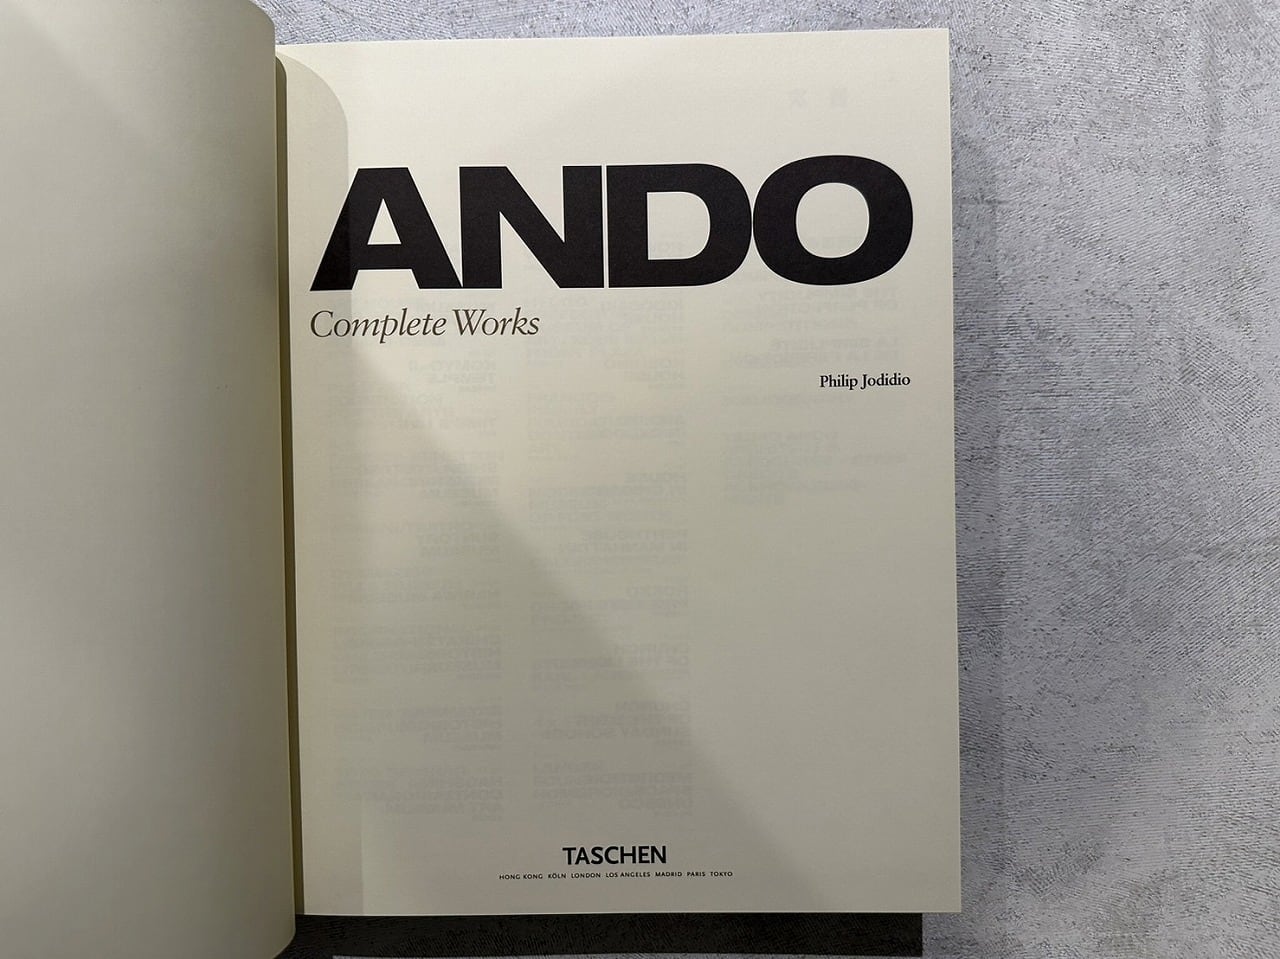 ANDO
Complete Works
Philip Jodidio
TASCHEN
HONG KONG KÖLN LONDON LOS ANGELES MADRID PARIS TOKYO